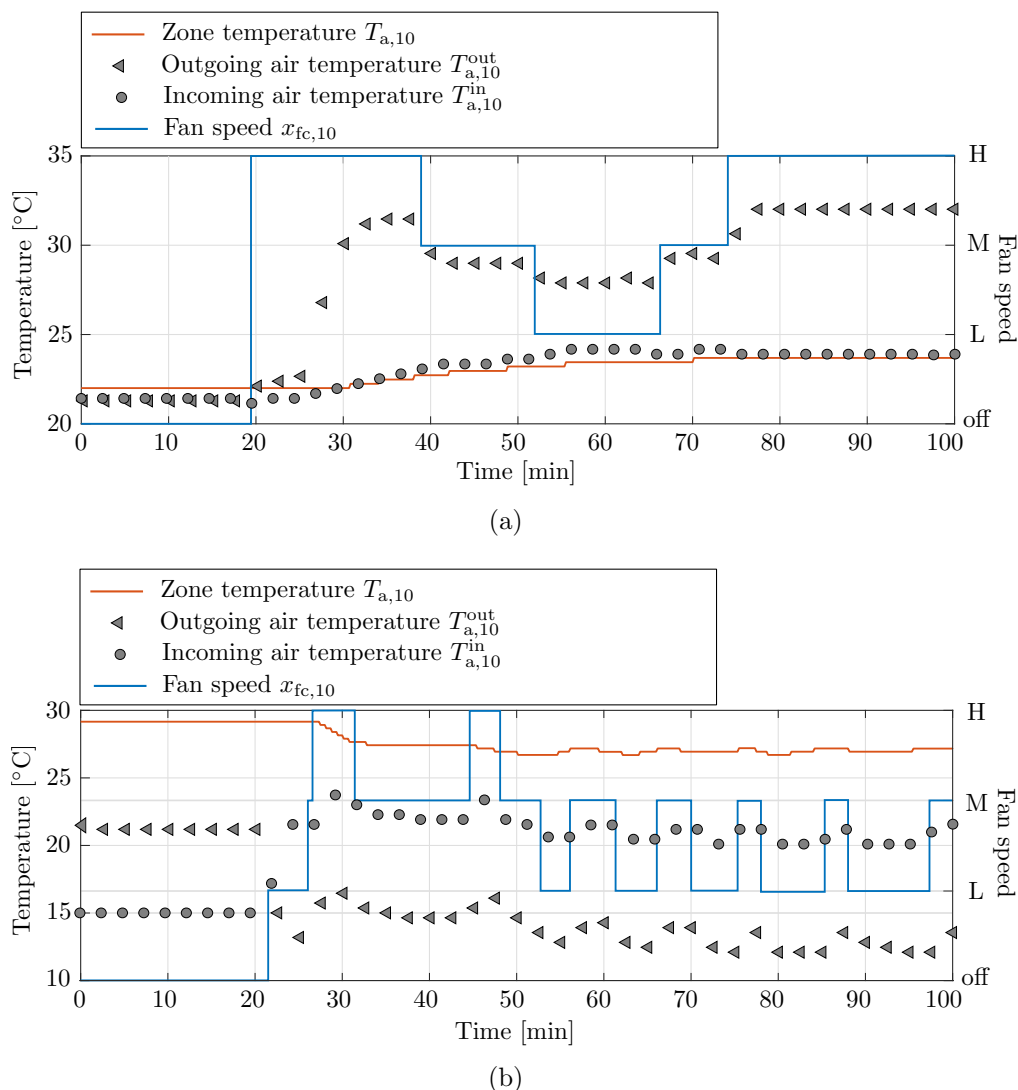 Zone temperature T_a,10
Outgoing air temperature T^out_a,10
Incoming air temperature T^in_a,10
Fan speed x_fc,10
35
30
25
20
Temperature [°C]
H
M
L
off
Fan speed
0 10 20 30 40 50 60 70 80 90 100
Time [min]
(a)
Zone temperature T_a,10
Outgoing air temperature T^out_a,10
Incoming air temperature T^in_a,10
Fan speed x_fc,10
30
25
20
15
10
Temperature [°C]
H
M
L
off
Fan speed
0 10 20 30 40 50 60 70 80 90 100
Time [min]
(b)